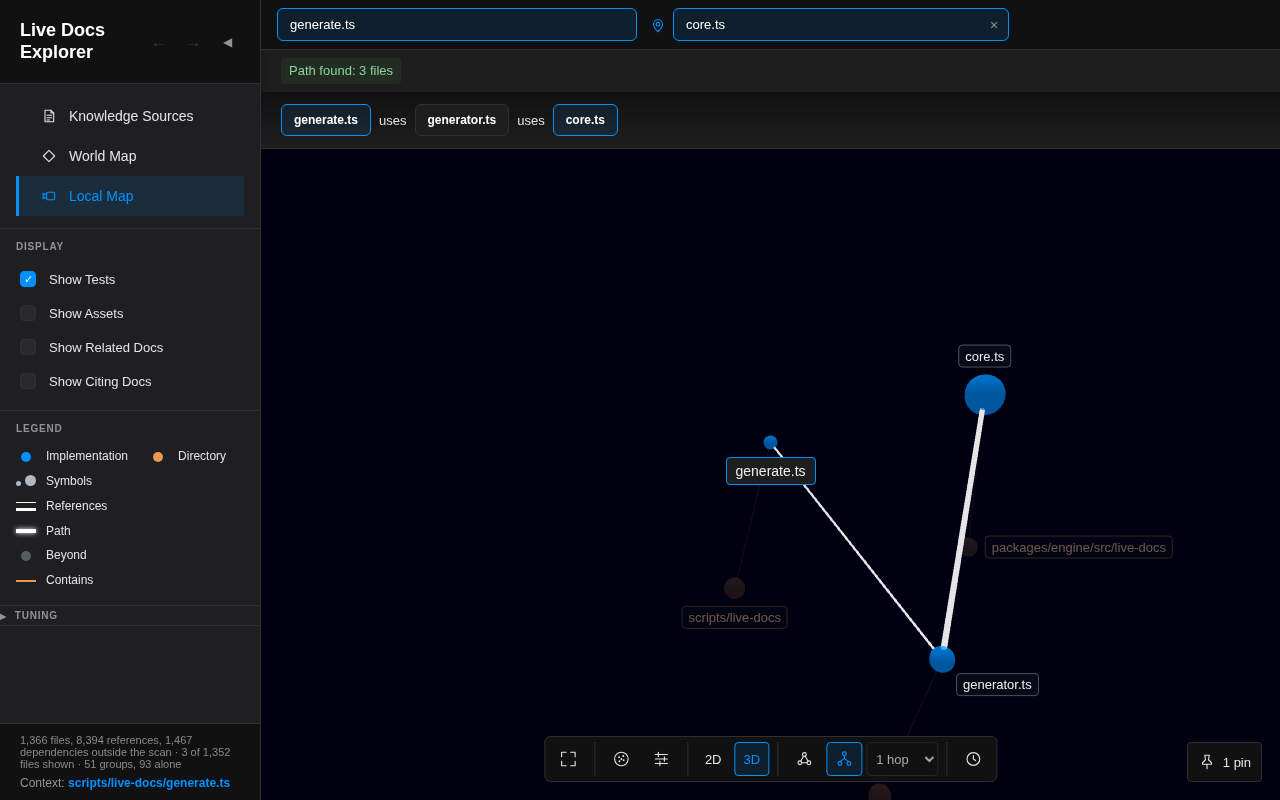 Live Docs
Explorer
← → ◀
generate.ts
core.ts ×
Path found: 3 files
generate.ts uses generator.ts uses core.ts
Knowledge Sources
World Map
Local Map
DISPLAY
✓ Show Tests
Show Assets
Show Related Docs
Show Citing Docs
LEGEND
Implementation Directory
Symbols
References
Path
Beyond
Contains
▶ TUNING
1,366 files, 8,394 references, 1,467
dependencies outside the scan · 3 of 1,352
files shown · 51 groups, 93 alone
Context: scripts/live-docs/generate.ts
core.ts
generate.ts
packages/engine/src/live-docs
scripts/live-docs
generator.ts
2D 3D 1 hop
1 pin